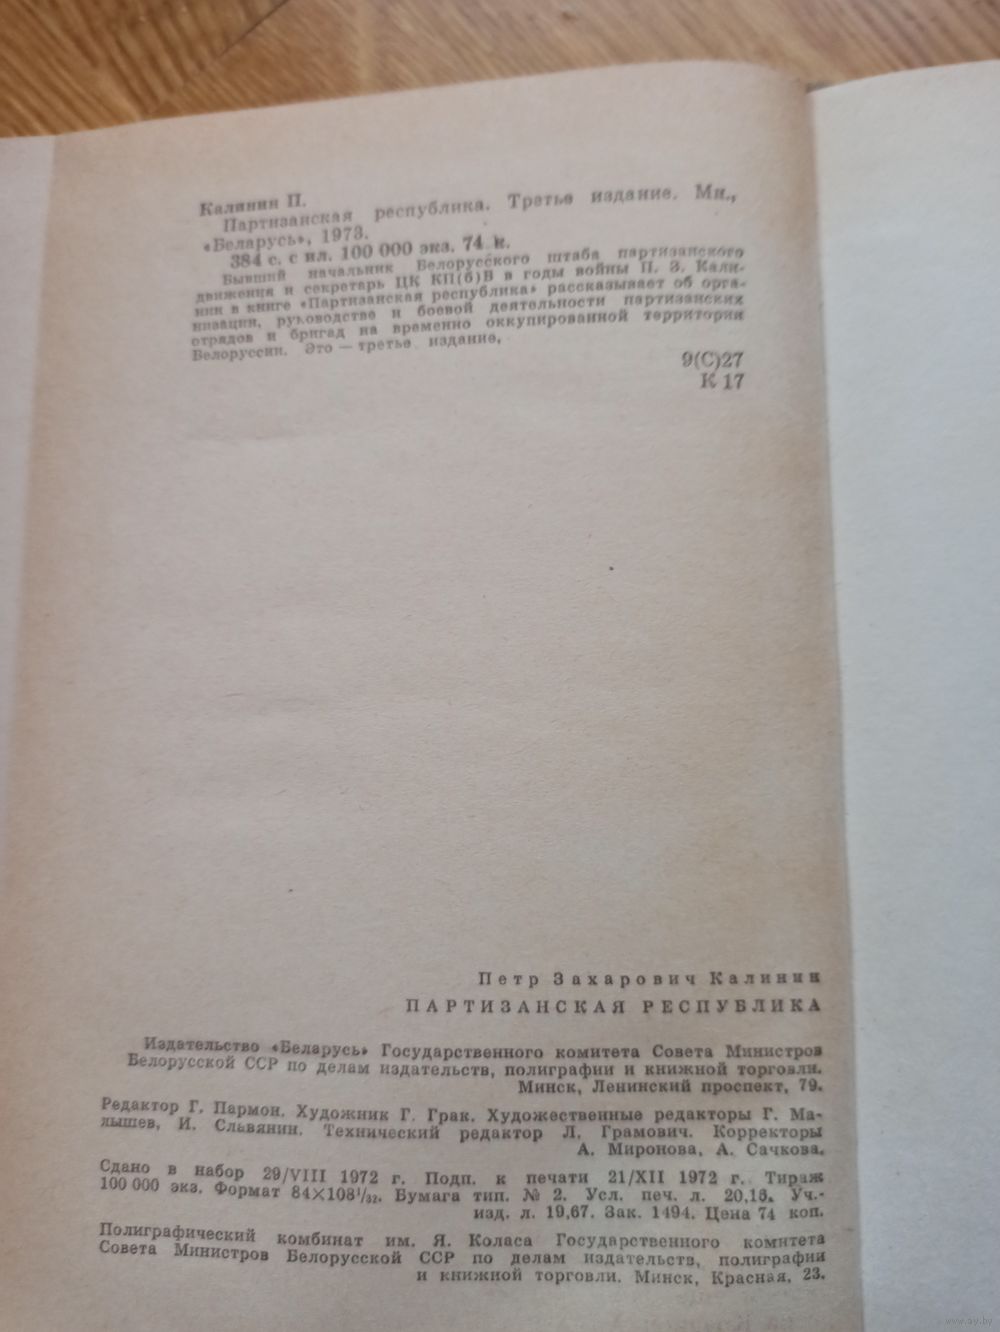 Калинин П.
Партизанская республика. Третье издание. Мн.,
«Беларусь», 1973.
384 с. с ил. 100 000 экз. 74 к.
Бывший начальник Белорусского штаба партизанского
движения и секретарь ЦК КП(б)В в годы войны П. З. Кали-
нин в книге «Партизанская республика» рассказывает об орга-
низации, руководстве и боевой деятельности партизанских
отрядов и бригад на временно оккупированной территории
Белоруссии. Это — третье издание.
9(С)27
К 17
Петр Захарович Калинин
ПАРТИЗАНСКАЯ РЕСПУБЛИКА
Издательство «Беларусь» Государственного комитета Совета Министров
Белорусской ССР по делам издательств, полиграфии и книжной торговли.
Минск, Ленинский проспект, 79.
Редактор Г. Пармон. Художник Г. Грак. Художественные редакторы Г. Ма-
лышев, И. Славянин. Технический редактор Л. Грамович. Корректоры
А. Миронова, А. Сачкова.
Сдано в набор 29/VIII 1972 г. Подп. к печати 21/XII 1972 г. Тираж
100 000 экз. Формат 84×108¹/₃₂. Бумага тип. № 2. Усл. печ. л. 20,16. Уч.-
изд. л. 19,67. Зак. 1494. Цена 74 коп.
Полиграфический комбинат им. Я. Коласа Государственного комитета
Совета Министров Белорусской ССР по делам издательств, полиграфии
и книжной торговли. Минск, Красная, 23.
www.ay.by